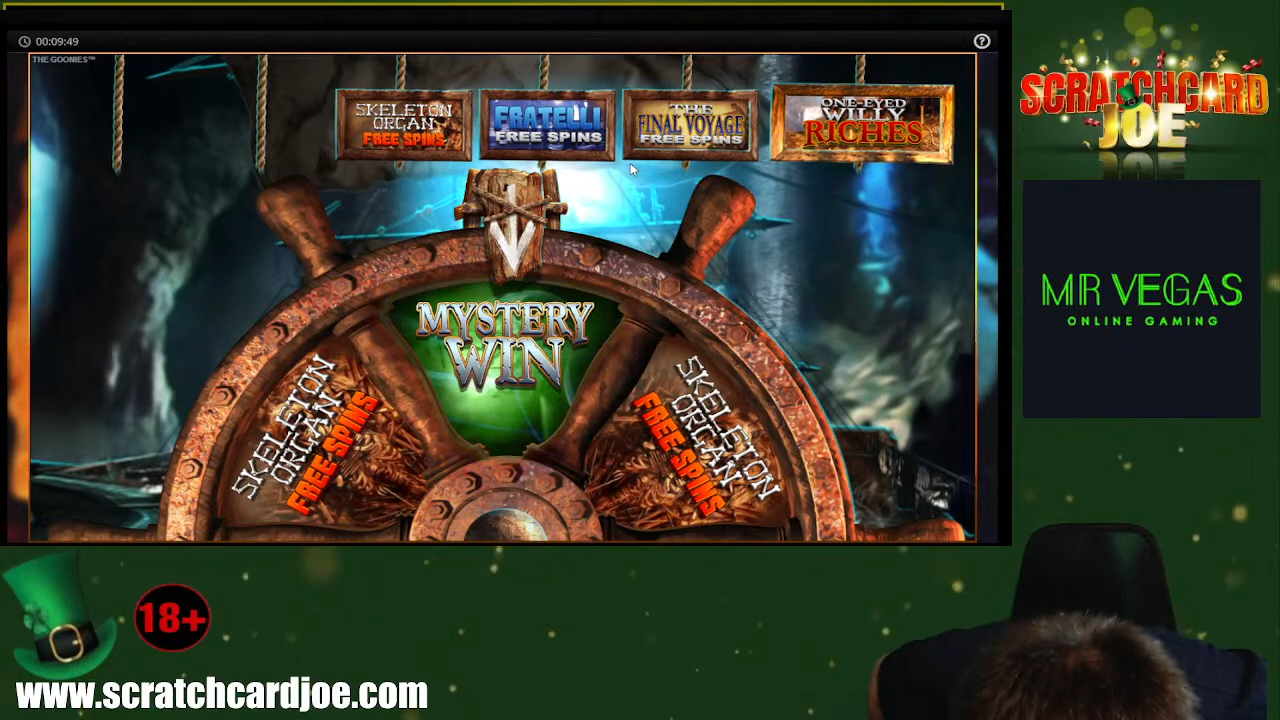 00:09:49
?
THE GOONIES™
SKELETON
ORGAN
FREE SPINS
FRATELLI
FREE SPINS
THE
FINAL VOYAGE
FREE SPINS
ONE-EYED
WILLY
RICHES
MYSTERY
WIN
SKELETON
ORGAN
FREE SPINS
SKELETON
ORGAN
FREE SPINS
SCRATCHCARD
JOE
MR VEGAS
ONLINE GAMING
18+
www.scratchcardjoe.com